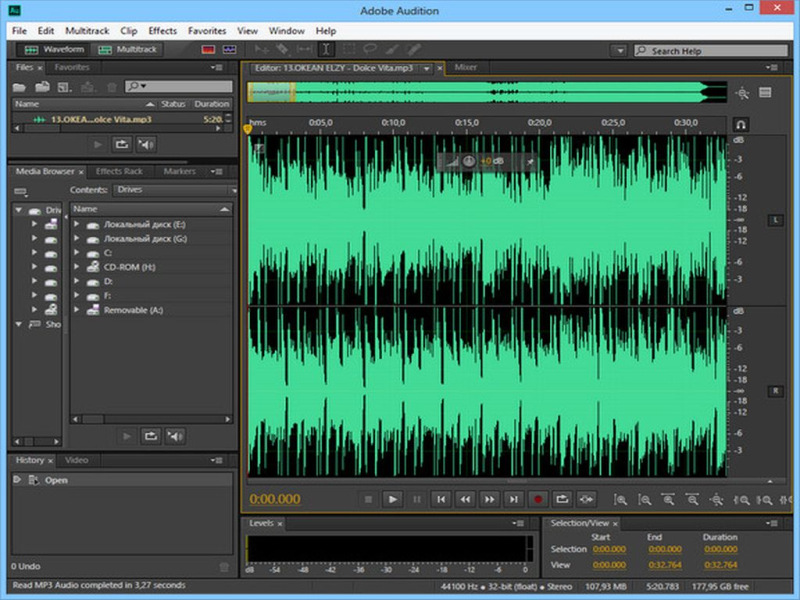 Au Adobe Audition
File Edit Multitrack Clip Effects Favorites View Window Help
Waveform Multitrack Search Help
Files Favorites
Name Status Duration
13.OKEA...olce Vita.mp3 5:20.
Media Browser Effects Rack Markers
Contents: Drives
Driv
Sho
Name
Локальный диск (E:)
Локальный диск (G:)
C:
CD-ROM (H:)
D:
F:
Removable (A:)
History Video
Open
0 Undo
Read MP3 Audio completed in 3,27 seconds
Editor: 13.OKEAN ELZY - Dolce Vita.mp3 Mixer
hms 0:05,0 0:10,0 0:15,0 0:20,0 0:25,0 0:30,0
+0 dB
dB
-3
-6
-12
-18
-∞
-18
-12
-6
-3
L
dB
-3
-6
-12
-18
-∞
-18
-12
-6
-3
R
0:00.000
Levels
dB -54 -48 -42 -36 -30 -24 -18 -12 -6 0
Selection/View
Start End Duration
Selection 0:00.000 0:00.000 0:00.000
View 0:00.000 0:32.764 0:32.764
44100 Hz • 32-bit (float) • Stereo 107,93 MB 5:20.783 177,95 GB free